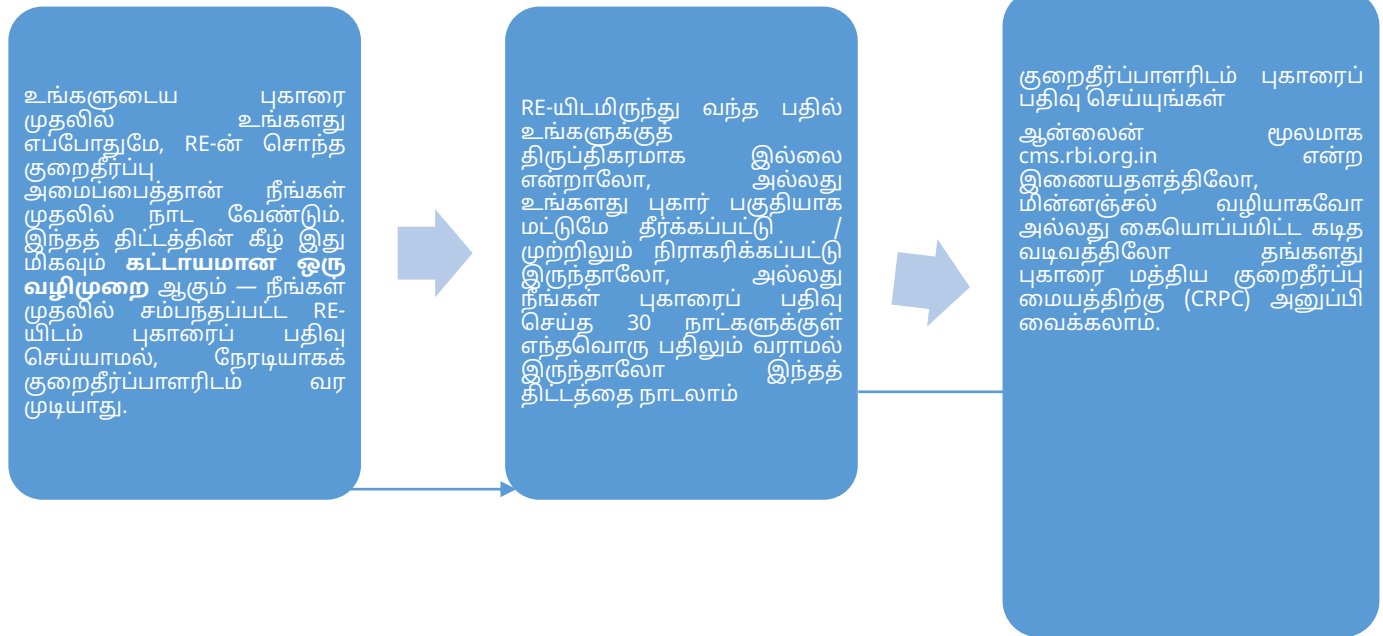 உங்களுடைய புகாரை
முதலில் உங்களது
எப்போதுமே, RE-ன் சொந்த
குறைதீர்ப்பு
அமைப்பைத்தான் நீங்கள்
முதலில் நாட வேண்டும்.
இந்தத் திட்டத்தின் கீழ் இது
மிகவும் கட்டாயமான ஒரு
வழிமுறை ஆகும் — நீங்கள்
முதலில் சம்பந்தப்பட்ட RE-
யிடம் புகாரைப் பதிவு
செய்யாமல், நேரடியாகக்
குறைதீர்ப்பாளரிடம் வர
முடியாது.
RE-யிடமிருந்து வந்த பதில்
உங்களுக்குத்
திருப்திகரமாக இல்லை
என்றாலோ, அல்லது
உங்களது புகார் பகுதியாக
மட்டுமே தீர்க்கப்பட்டு /
முற்றிலும் நிராகரிக்கப்பட்டு
இருந்தாலோ, அல்லது
நீங்கள் புகாரைப் பதிவு
செய்த 30 நாட்களுக்குள்
எந்தவொரு பதிலும் வராமல்
இருந்தாலோ இந்தத்
திட்டத்தை நாடலாம்
குறைதீர்ப்பாளரிடம் புகாரைப்
பதிவு செய்யுங்கள்
ஆன்லைன் மூலமாக
cms.rbi.org.in என்ற
இணையதளத்திலோ,
மின்னஞ்சல் வழியாகவோ
அல்லது கையொப்பமிட்ட கடித
வடிவத்திலோ தங்களது
புகாரை மத்திய குறைதீர்ப்பு
மையத்திற்கு (CRPC) அனுப்பி
வைக்கலாம்.